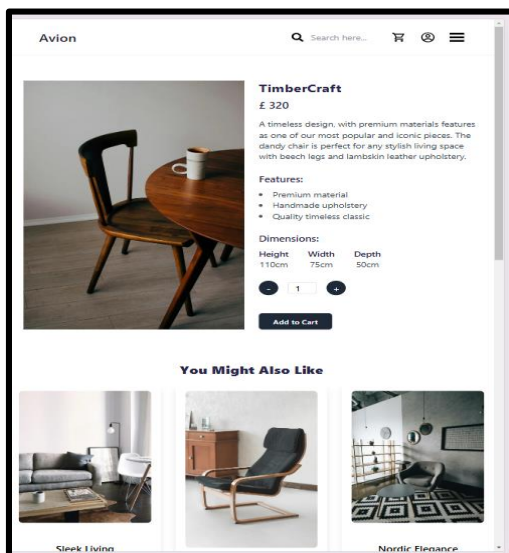 Avion
Search here...
TimberCraft
£ 320
A timeless design, with premium materials features
as one of our most popular and iconic pieces. The
dandy chair is perfect for any stylish living space
with beech legs and lambskin leather upholstery.
Features:
• Premium material
• Handmade upholstery
• Quality timeless classic
Dimensions:
Height Width Depth
110cm 75cm 50cm
- 1 +
Add to Cart
You Might Also Like
Sleek Living
Nordic Elegance